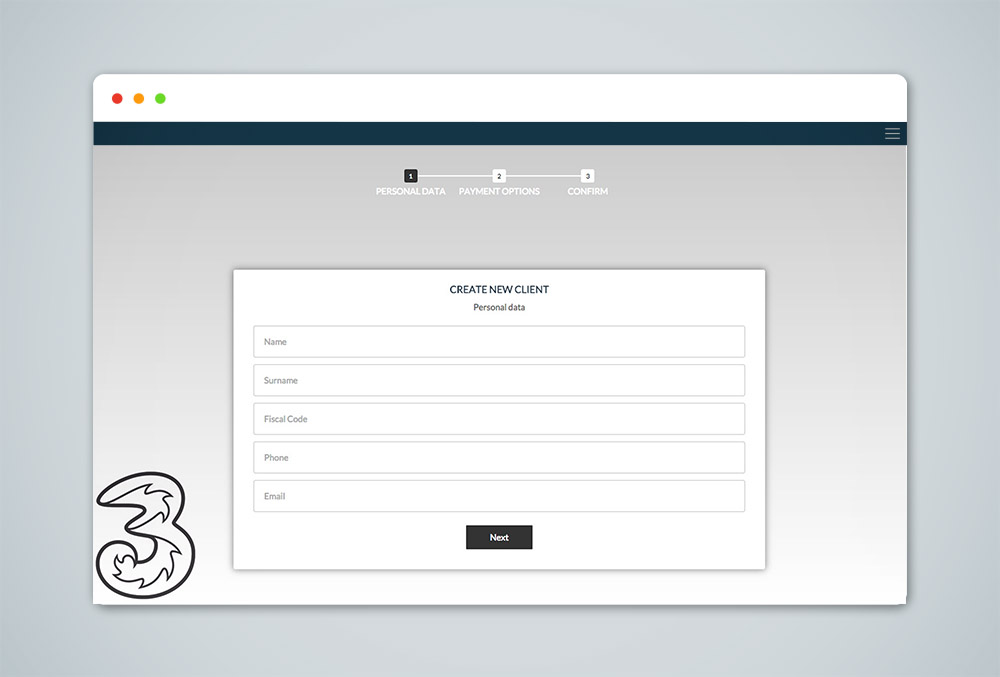 1 2 3
PERSONAL DATA PAYMENT OPTIONS CONFIRM
CREATE NEW CLIENT
Personal data
Name
Surname
Fiscal Code
Phone
Email
Next
3